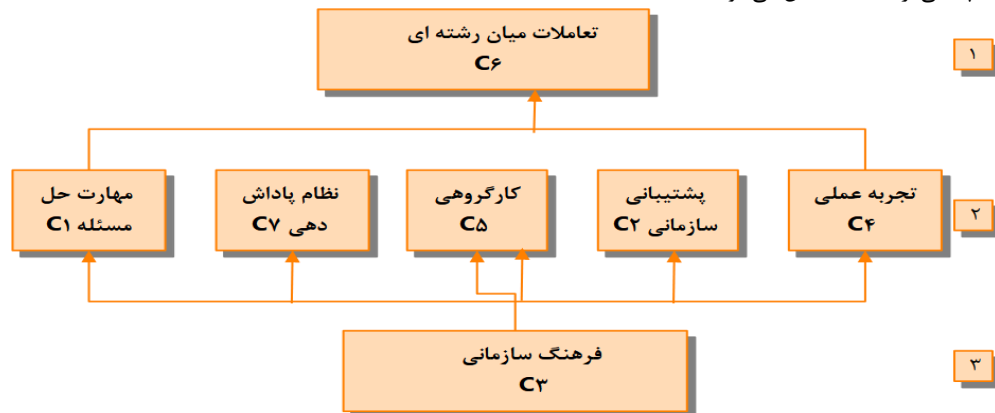 تعاملات میان رشته ای
C۶
۱
تجربه عملی
C۴
پشتیبانی
سازمانی C۲
کارگروهی
C۵
نظام پاداش
دهی C۷
مهارت حل
مسئله C۱
۲
فرهنگ سازمانی
C۳
۳